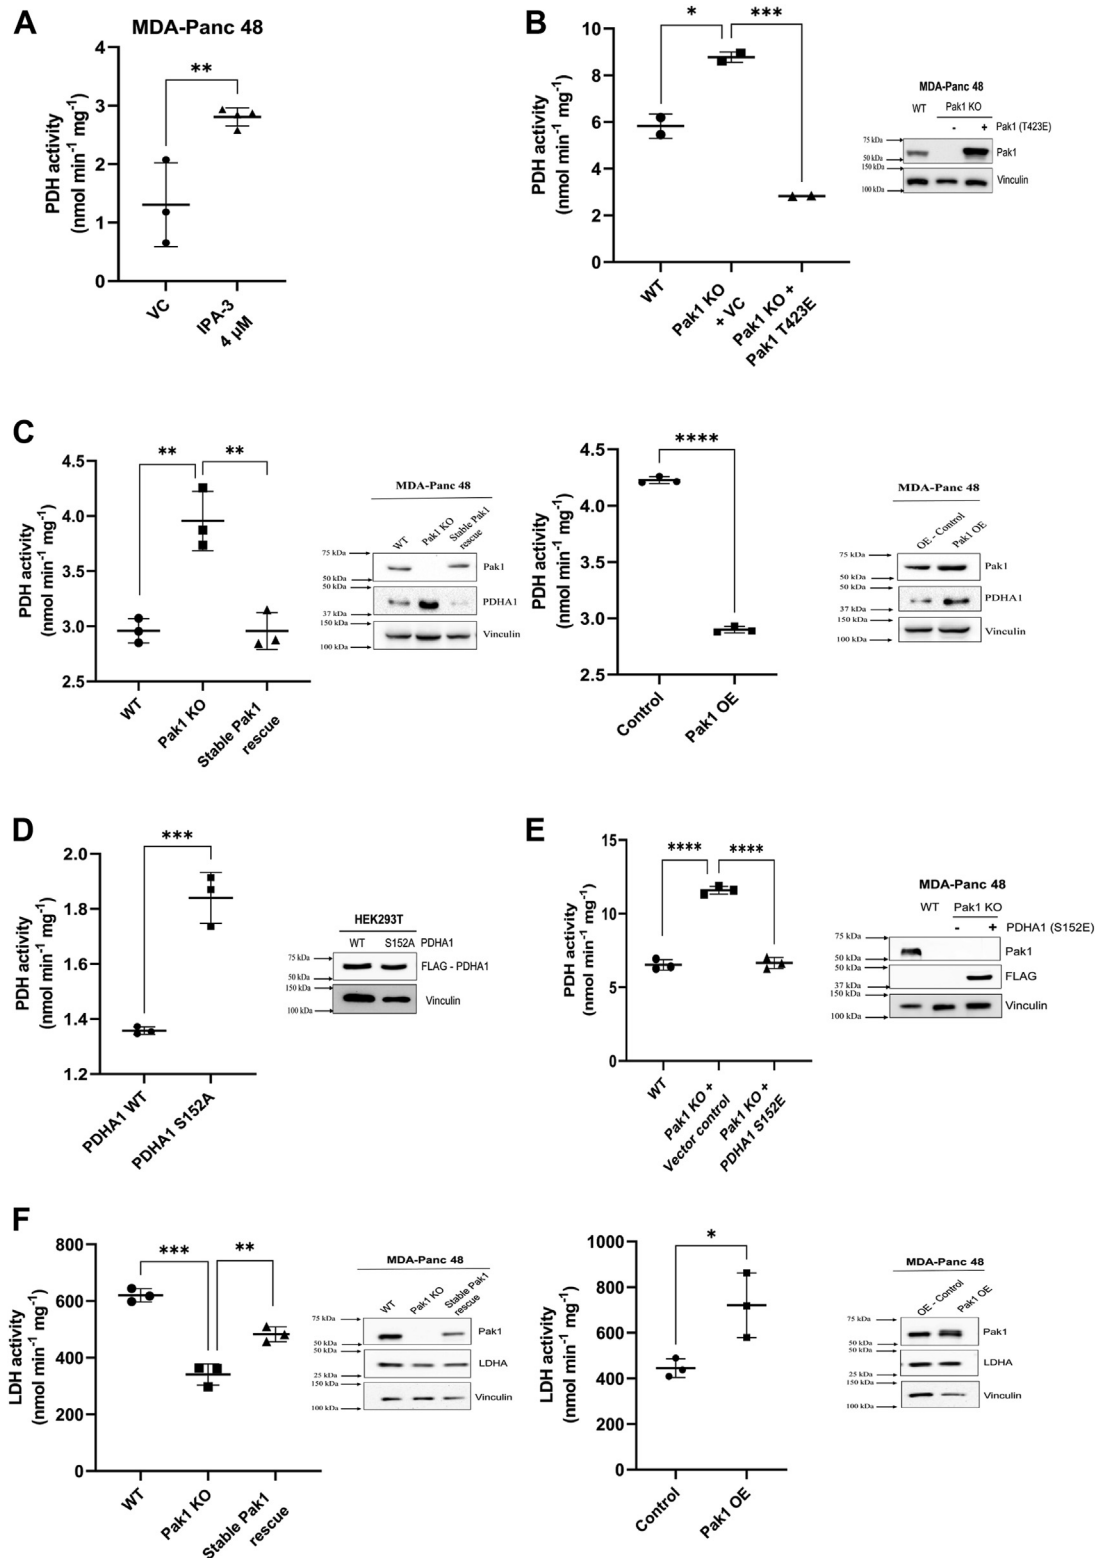 A
MDA-Panc 48
PDH activity
(nmol min⁻¹ mg⁻¹)
4
3
2
1
0
**
VC
IPA-3
4 µM
B
PDH activity
(nmol min⁻¹ mg⁻¹)
10
8
6
4
2
0
*
***
WT
Pak1 KO
+ VC
Pak1 KO +
Pak1 T423E
MDA-Panc 48
WT
Pak1 KO
- + Pak1 (T423E)
75 kDa
50 kDa
Pak1
150 kDa
100 kDa
Vinculin
C
PDH activity
(nmol min⁻¹ mg⁻¹)
4.5
4.0
3.5
3.0
2.5
**
**
WT
Pak1 KO
Stable Pak1
rescue
MDA-Panc 48
WT
Pak1 KO
Stable Pak1
rescue
75 kDa
50 kDa
Pak1
50 kDa
37 kDa
PDHA1
150 kDa
100 kDa
Vinculin
PDH activity
(nmol min⁻¹ mg⁻¹)
4.5
4.0
3.5
3.0
2.5
****
Control
Pak1 OE
MDA-Panc 48
OE - Control
Pak1 OE
75 kDa
50 kDa
Pak1
50 kDa
37 kDa
PDHA1
150 kDa
100 kDa
Vinculin
D
PDH activity
(nmol min⁻¹ mg⁻¹)
2.0
1.8
1.6
1.4
1.2
***
PDHA1 WT
PDHA1 S152A
HEK293T
WT S152A PDHA1
75 kDa
50 kDa
FLAG - PDHA1
150 kDa
100 kDa
Vinculin
E
PDH activity
(nmol min⁻¹ mg⁻¹)
15
10
5
0
****
****
WT
Pak1 KO +
Vector control
Pak1 KO +
PDHA1 S152E
MDA-Panc 48
WT
Pak1 KO
- + PDHA1 (S152E)
75 kDa
50 kDa
Pak1
50 kDa
37 kDa
FLAG
150 kDa
100 kDa
Vinculin
F
LDH activity
(nmol min⁻¹ mg⁻¹)
800
600
400
200
0
***
**
WT
Pak1 KO
Stable Pak1
rescue
MDA-Panc 48
WT
Pak1 KO
Stable Pak1
rescue
75 kDa
50 kDa
Pak1
50 kDa
25 kDa
LDHA
150 kDa
100 kDa
Vinculin
LDH activity
(nmol min⁻¹ mg⁻¹)
1000
800
600
400
200
0
*
Control
Pak1 OE
MDA-Panc 48
OE - Control
Pak1 OE
75 kDa
50 kDa
Pak1
50 kDa
25 kDa
LDHA
150 kDa
100 kDa
Vinculin